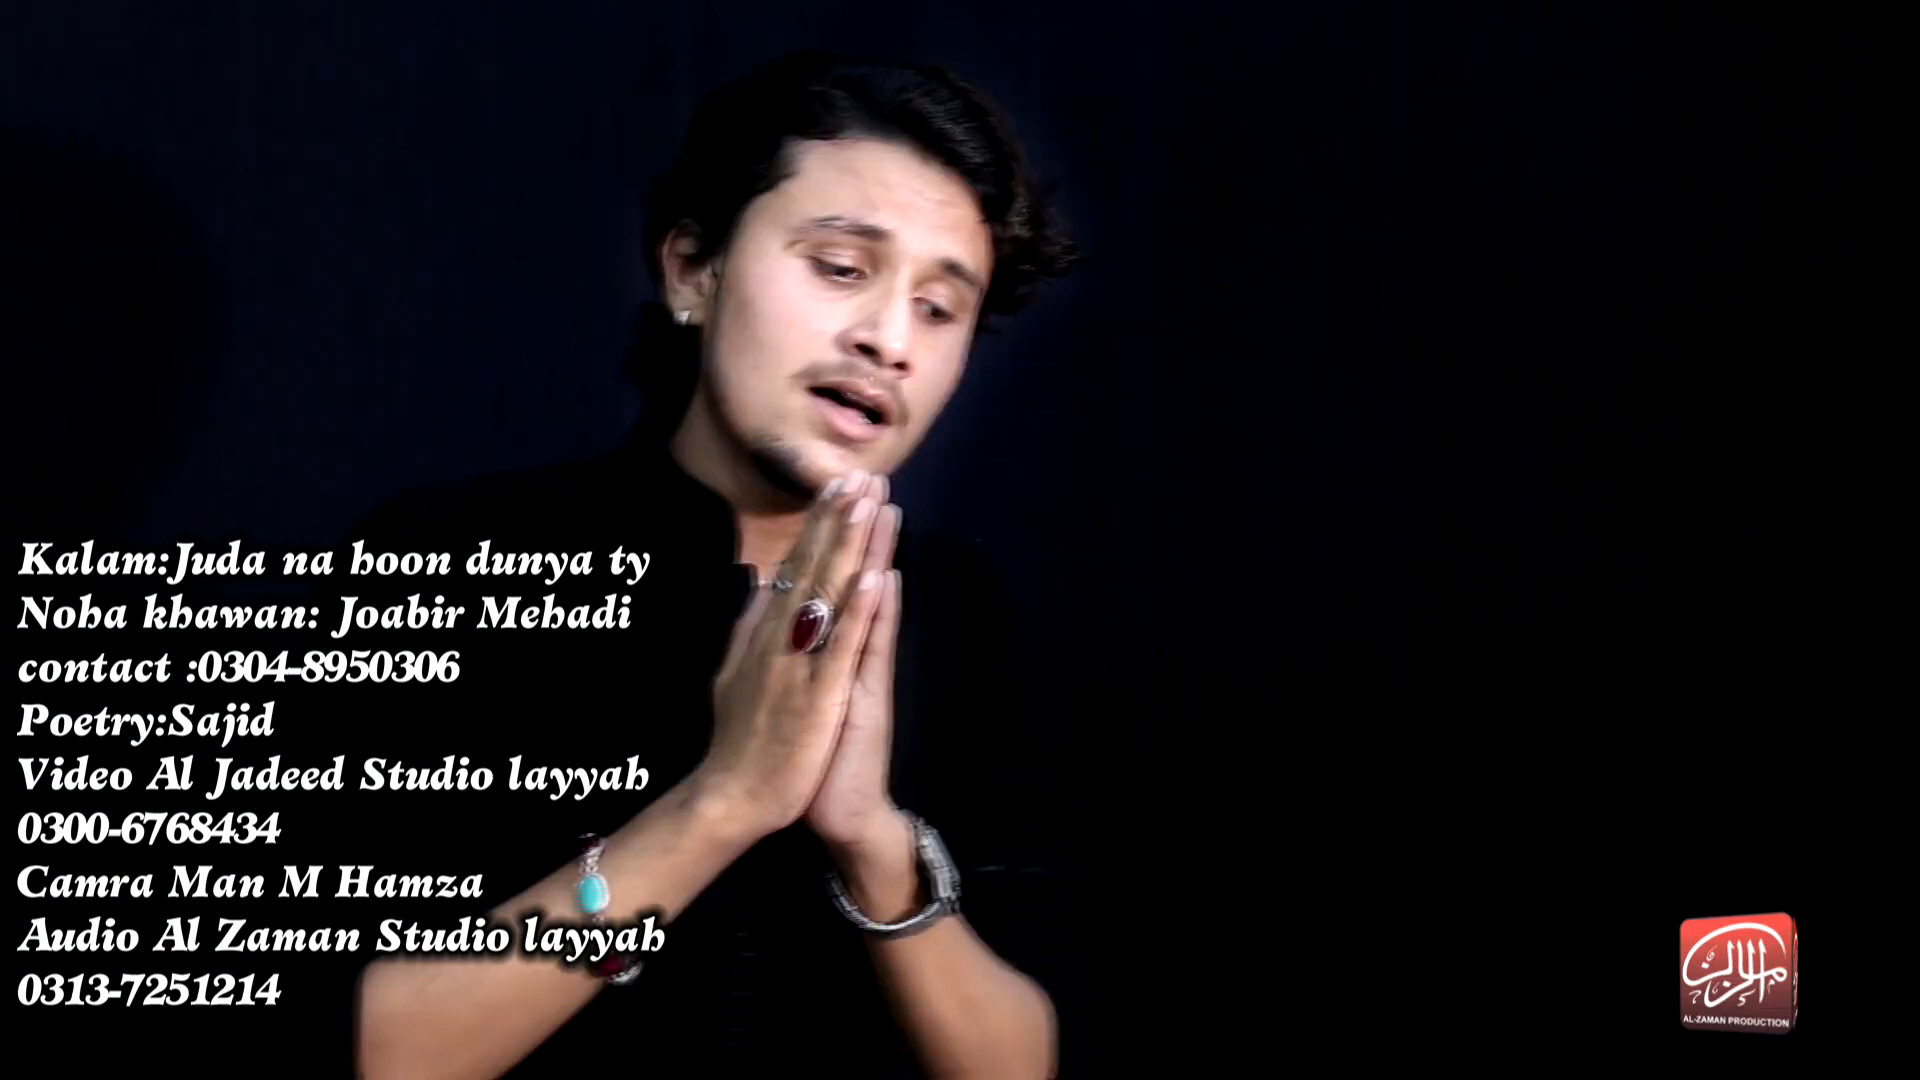 Kalam:Juda na hoon dunya ty
Noha khawan: Joabir Mehadi
contact :0304-8950306
Poetry:Sajid
Video Al Jadeed Studio layyah
0300-6768434
Camra Man M Hamza
Audio Al Zaman Studio layyah
0313-7251214
الزمان
AL-ZAMAN PRODUCTION